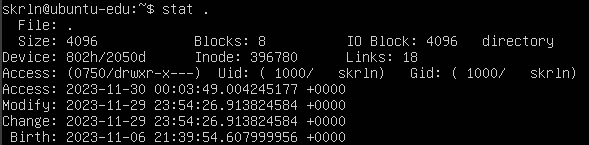 skrln@ubuntu-edu:~$ stat .
  File: .
  Size: 4096            Blocks: 8          IO Block: 4096   directory
Device: 802h/2050d      Inode: 396780      Links: 18
Access: (0750/drwxr-x---)  Uid: ( 1000/   skrln)   Gid: ( 1000/   skrln)
Access: 2023-11-30 00:03:49.004245177 +0000
Modify: 2023-11-29 23:54:26.913824584 +0000
Change: 2023-11-29 23:54:26.913824584 +0000
 Birth: 2023-11-06 21:39:54.607999956 +0000